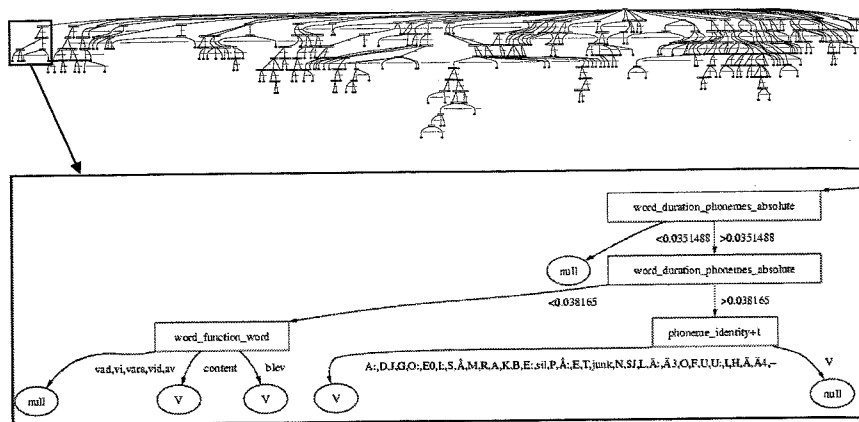 word_duration_phonemes_absolute
<0.0351488 >0.0351488
null word_duration_phonemes_absolute
<0.038165 >0.038165
word_function_word phoneme_identity+1
vad,vi,vara,vid,av content blev A:,D,J,G,O:,E0,I:,S,Å,M,R,A,K,B,E:,sil,P,Å:,E,T,junk,N,SJ,L,Ä:,Ä3,O,F,U,U:,I,H,Ä,Ä4,– V
null V V V null